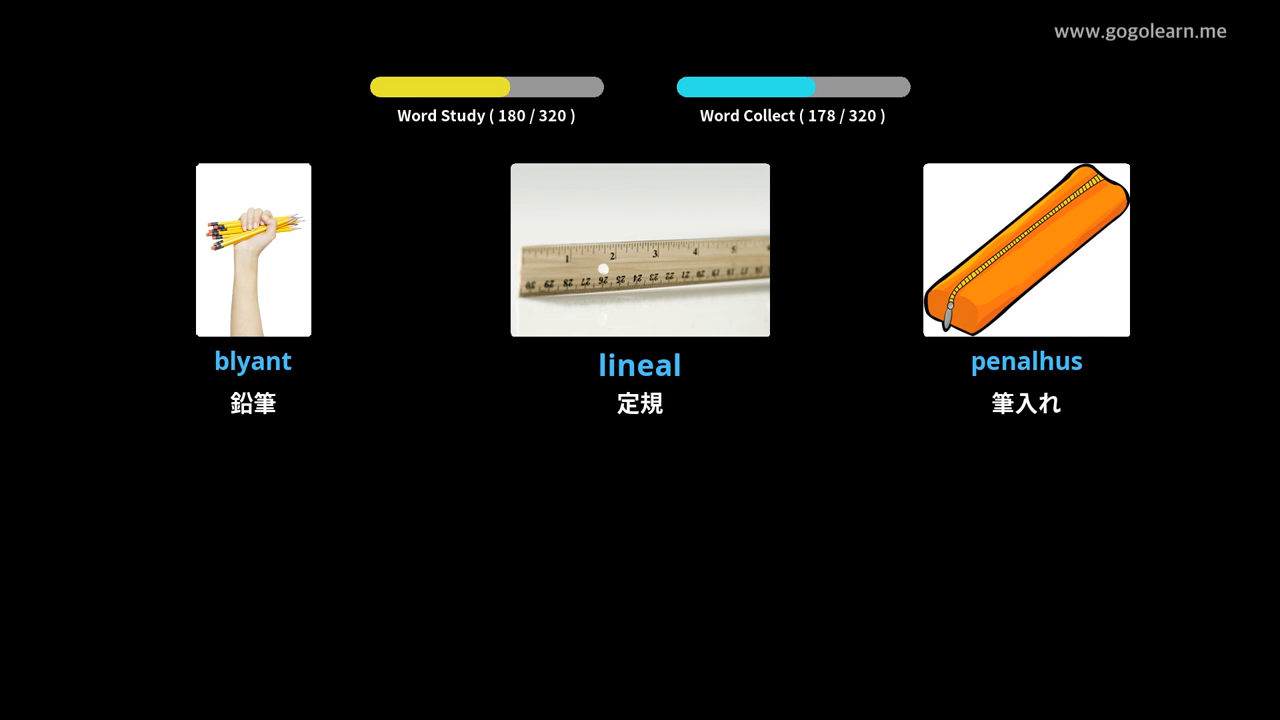 www.gogolearn.me
Word Study ( 180 / 320 )
Word Collect ( 178 / 320 )
blyant
lineal
penalhus
鉛筆
定規
筆入れ